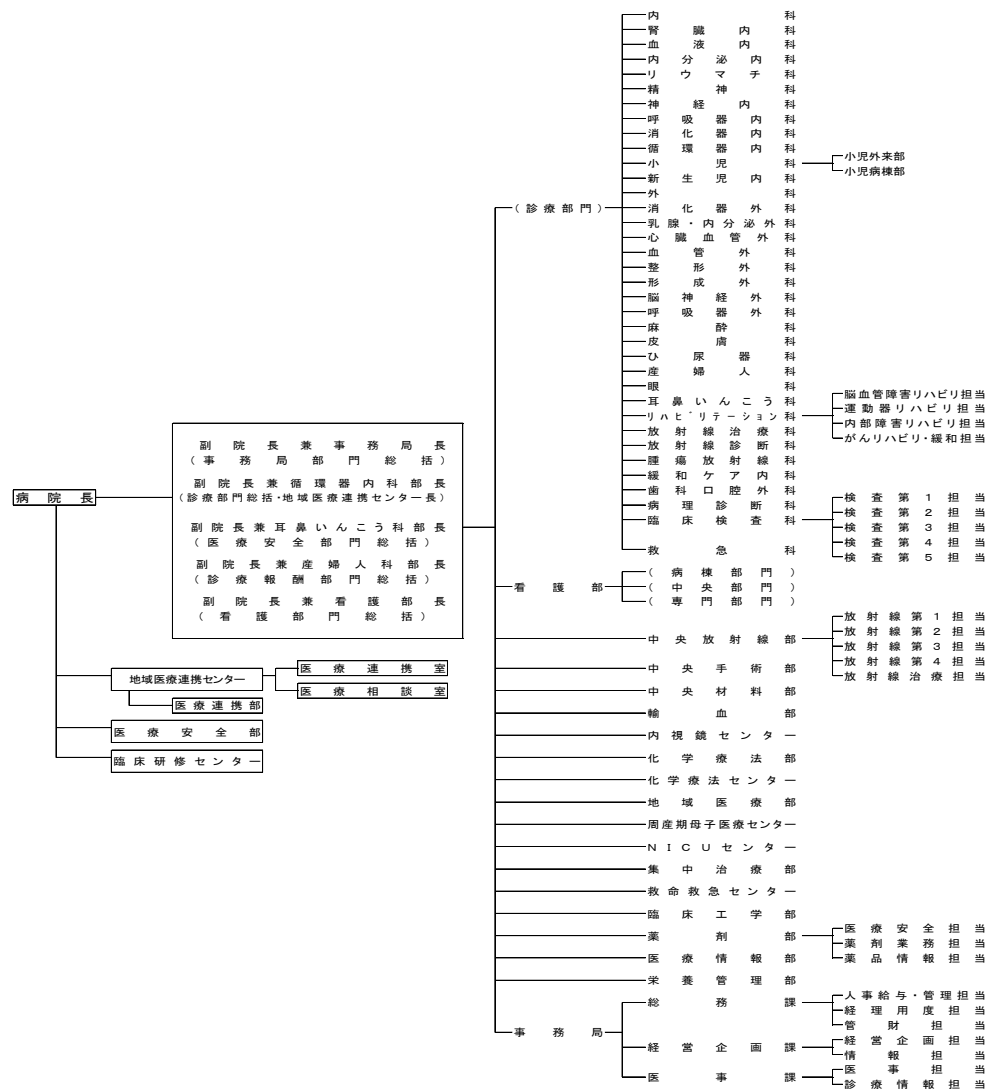 病院長
副院長兼事務局長
(事務局部門総括)
副院長兼循環器内科部長
(診療部門総括・地域医療連携センター長)
副院長兼耳鼻いんこう科部長
(医療安全部門総括)
副院長兼産婦人科部長
(診療報酬部門総括)
副院長兼看護部長
(看護部門総括)
地域医療連携センター
医療連携室
医療相談室
医療連携部
医療安全部
臨床研修センター
(診療部門)
内科
腎臓内科
血液内科
内分泌内科
リウマチ科
精神科
神経内科
呼吸器内科
消化器内科
循環器内科
小児科
小児外来部
小児病棟部
新生児内科
外科
消化器外科
乳腺・内分泌外科
心臓血管外科
血管外科
整形外科
形成外科
脳神経外科
呼吸器外科
麻酔科
皮膚科
ひ尿器科
産婦人科
眼科
耳鼻いんこう科
リハビリテーション科
脳血管障害リハビリ担当
運動器リハビリ担当
内部障害リハビリ担当
がんリハビリ・緩和担当
放射線治療科
放射線診断科
腫瘍放射線科
緩和ケア内科
歯科口腔外科
病理診断科
臨床検査科
検査第1担当
検査第2担当
検査第3担当
検査第4担当
検査第5担当
救急科
看護部
(病棟部門)
(中央部門)
(専門部門)
中央放射線部
放射線第1担当
放射線第2担当
放射線第3担当
放射線第4担当
放射線治療担当
中央手術部
中央材料部
輸血部
内視鏡センター
化学療法部
化学療法センター
地域医療部
周産期母子医療センター
NICUセンター
集中治療部
救命救急センター
臨床工学部
薬剤部
医療安全担当
薬剤業務担当
薬品情報担当
医療情報部
栄養管理部
事務局
総務課
人事給与・管理担当
経理用度担当
管財担当
経営企画課
経営企画担当
情報担当
医事課
医事担当
診療情報担当